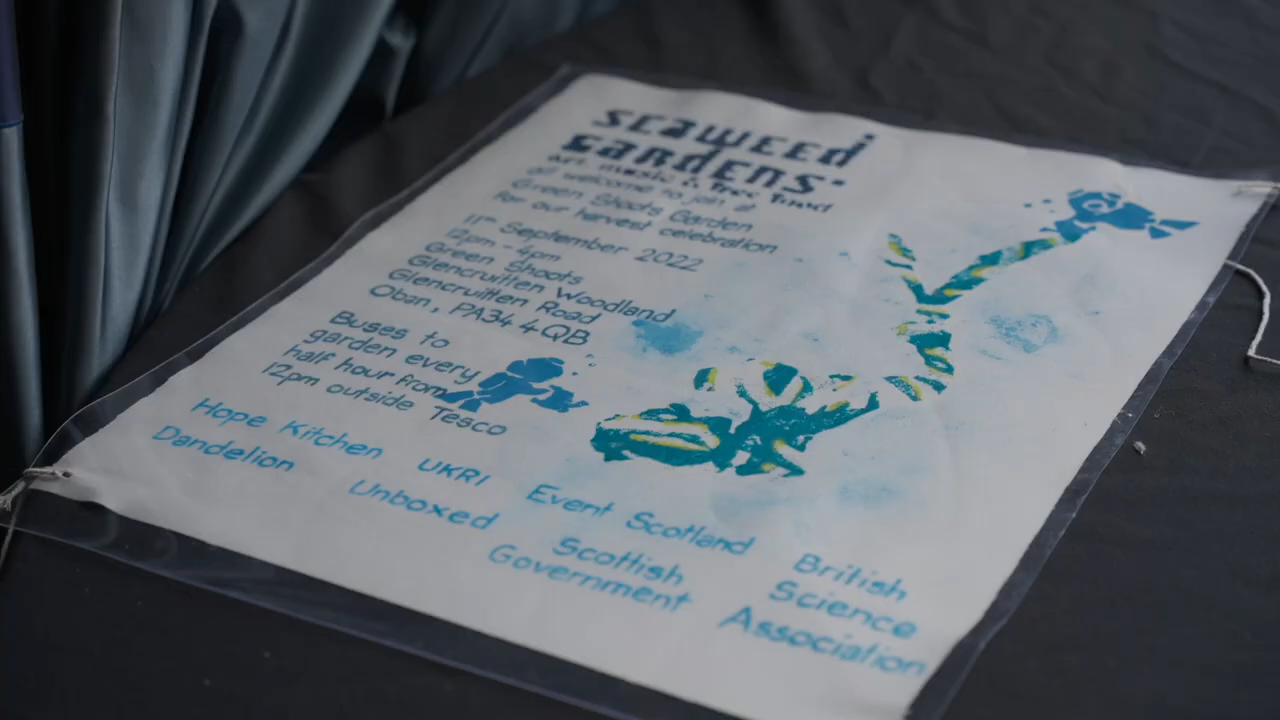 seaweed
gardens:
art, music & free food
all welcome to join at
Green Shoots Garden
for our harvest celebration
11th September 2022
12pm - 4pm
Green Shoots
Glencruitten Woodland
Glencruitten Road
Oban, PA34 4QB
Buses to
garden every
half hour from
12pm outside Tesco
Hope Kitchen UKRI Event Scotland British
Dandelion Unboxed Scottish Science
Government Association